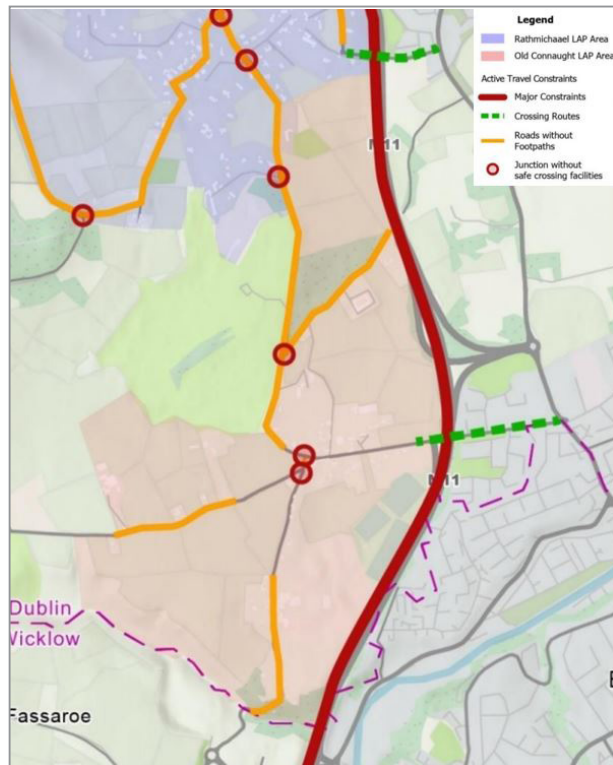 Legend
Rathmichaael LAP Area
Old Connaught LAP Area
Active Travel Constraints
Major Constraints
Crossing Routes
Roads without
Footpaths
Junction without
safe crossing facilities
M11
M11
Dublin
Wicklow
Fassaroe